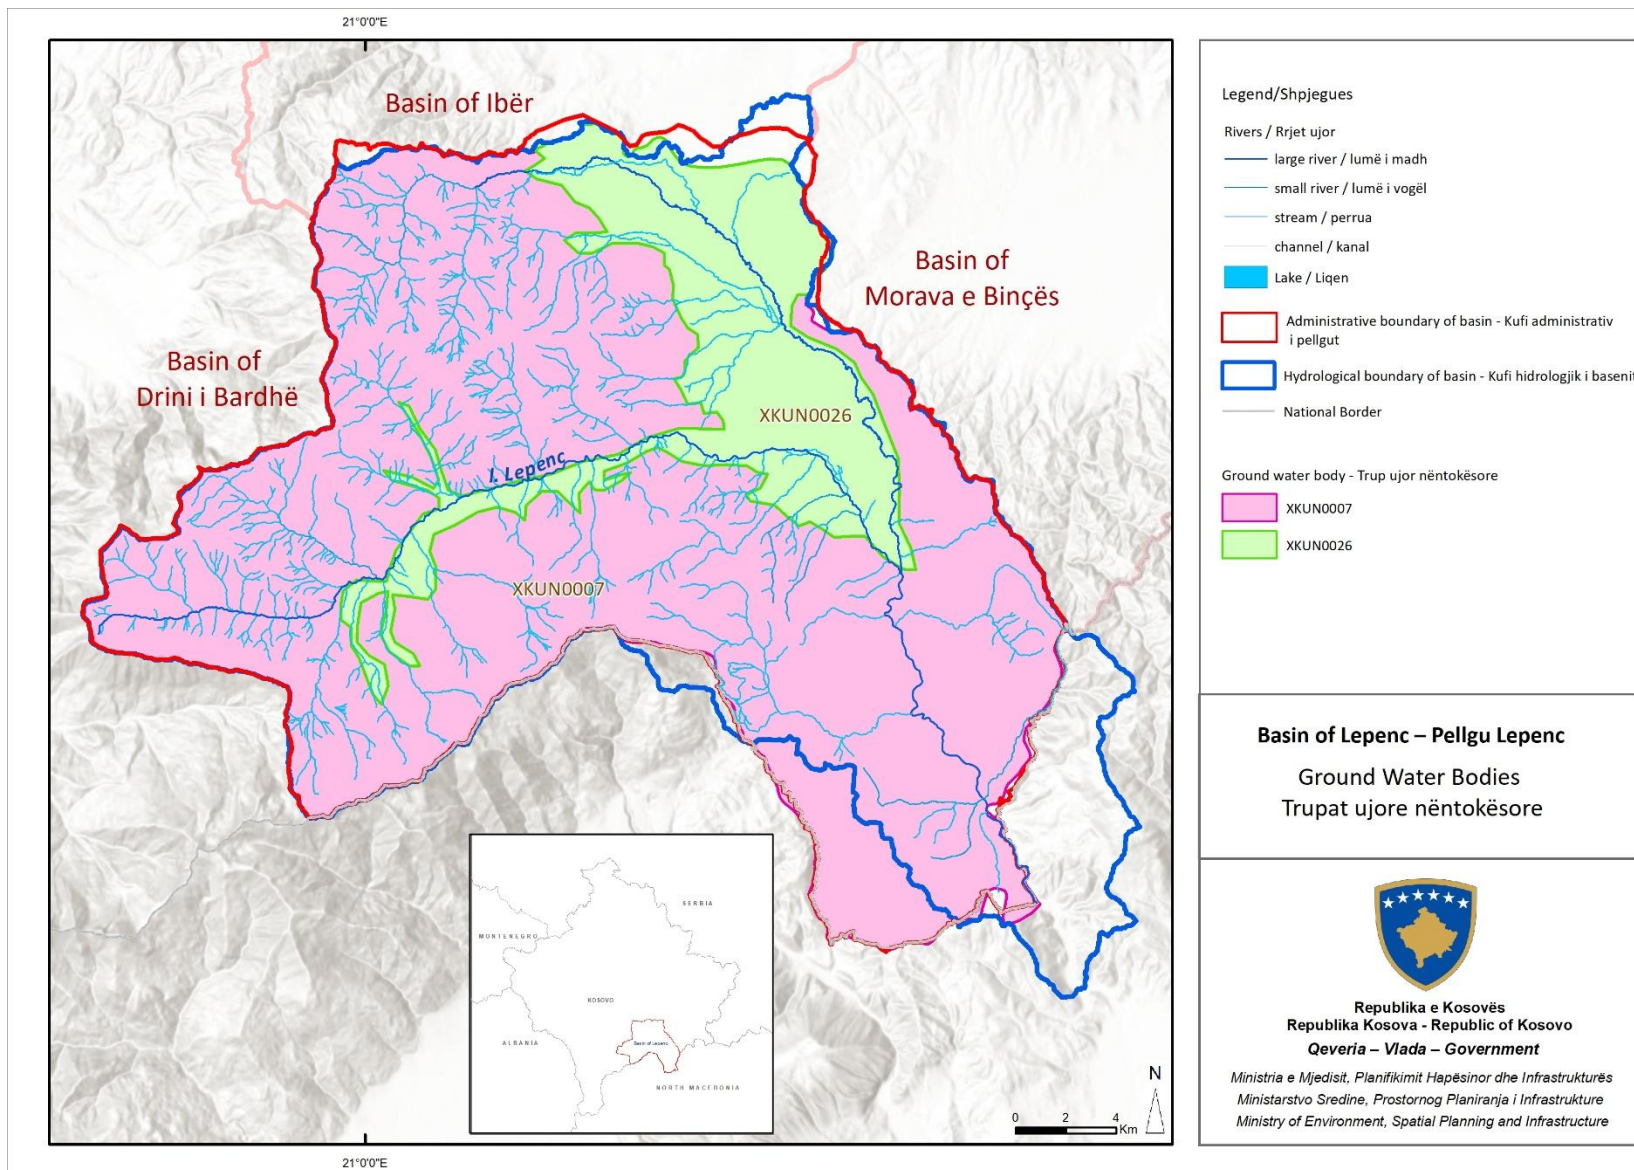 21°0'0"E
Basin of Ibër
Basin of
Morava e Binçës
Basin of
Drini i Bardhë
XKUN0026
l. Lepenc
XKUN0007
SERBIA
MONTENEGRO
KOSOVO
ALBANIA
Basin of Lepenc
NORTH MACEDONIA
N
0 2 4
Km
21°0'0"E
Legend/Shpjegues
Rivers / Rrjet ujor
large river / lumë i madh
small river / lumë i vogël
stream / perrua
channel / kanal
Lake / Liqen
Administrative boundary of basin - Kufi administrativ
i pellgut
Hydrological boundary of basin - Kufi hidrologjik i basenit
National Border
Ground water body - Trup ujor nëntokësore
XKUN0007
XKUN0026
Basin of Lepenc – Pellgu Lepenc
Ground Water Bodies
Trupat ujore nëntokësore
Republika e Kosovës
Republika Kosova - Republic of Kosovo
Qeveria – Vlada – Government
Ministria e Mjedisit, Planifikimit Hapësinor dhe Infrastrukturës
Ministarstvo Sredine, Prostornog Planiranja i Infrastrukture
Ministry of Environment, Spatial Planning and Infrastructure